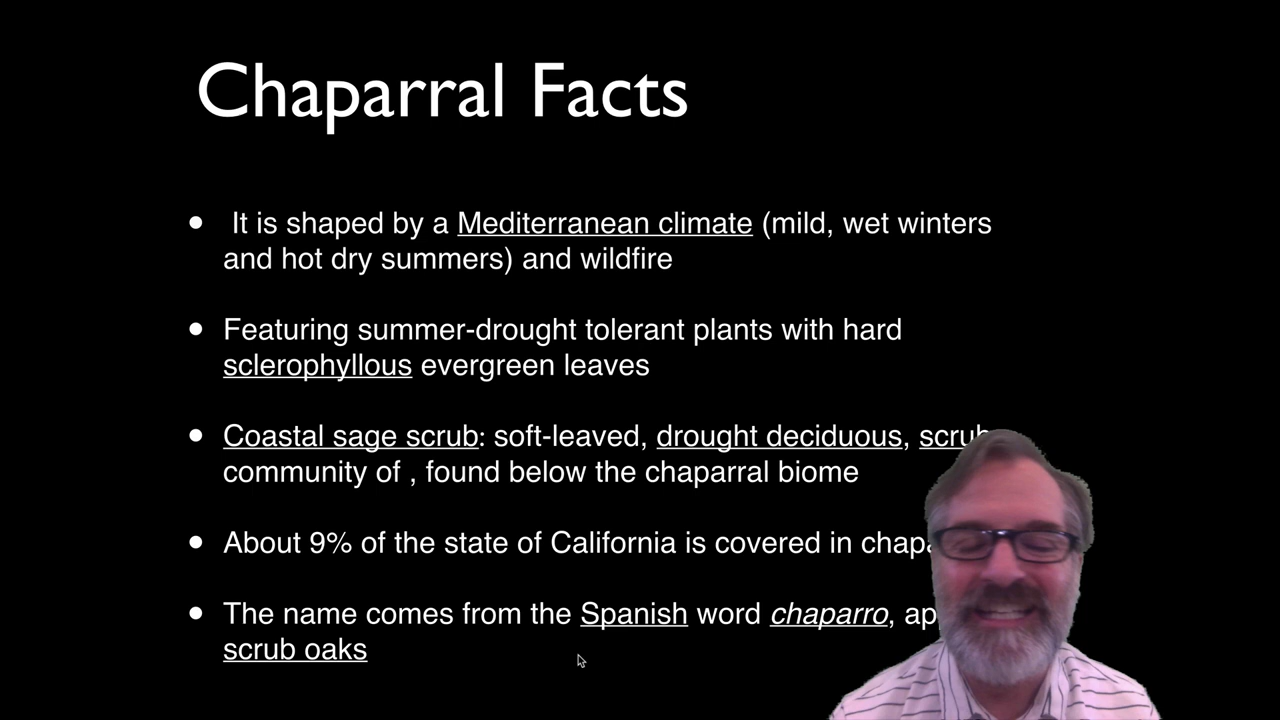 Chaparral Facts
• It is shaped by a Mediterranean climate (mild, wet winters
and hot dry summers) and wildfire
• Featuring summer-drought tolerant plants with hard
sclerophyllous evergreen leaves
• Coastal sage scrub: soft-leaved, drought deciduous, scrub
community of , found below the chaparral biome
• About 9% of the state of California is covered in
• The name comes from the Spanish word chaparro,
scrub oaks